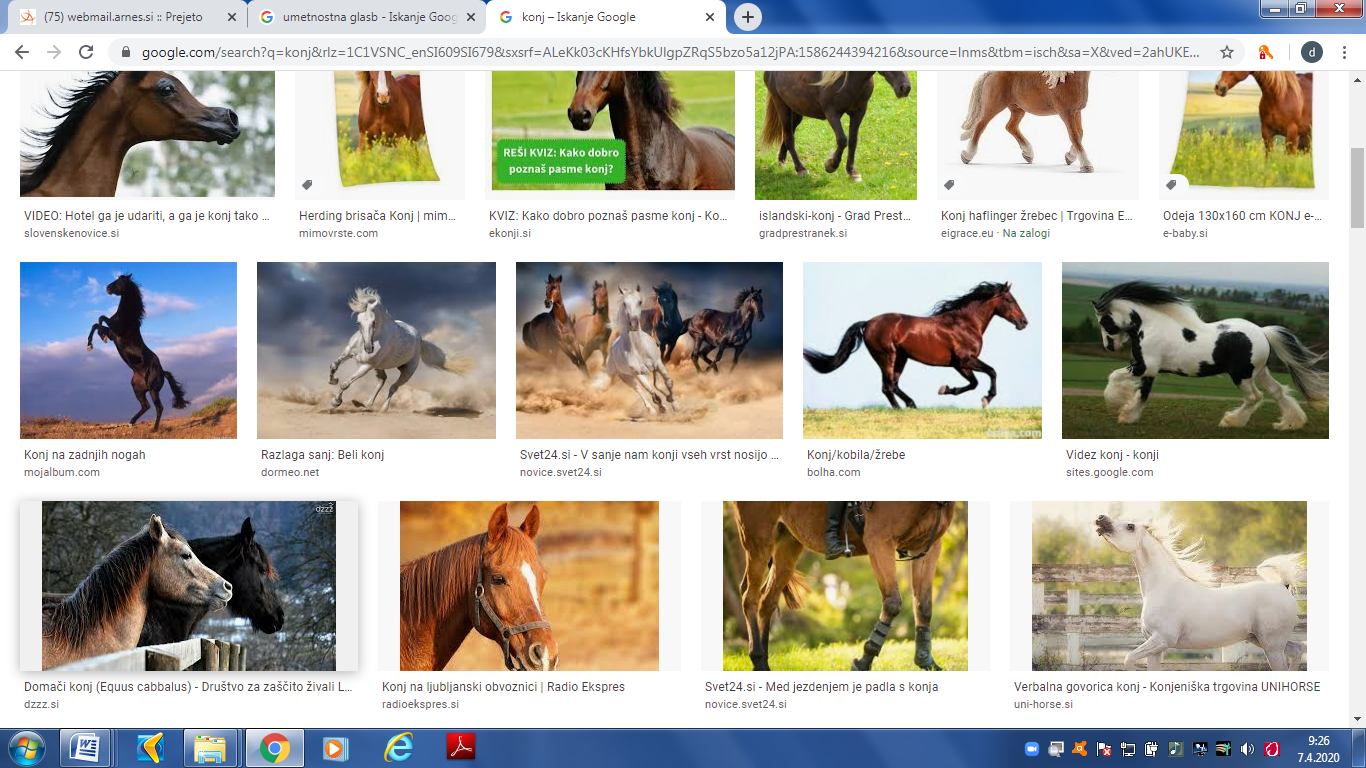 (75) webmail.arnes.si :: Prejeto
umetnostna glasb - Iskanje Goog
konj – Iskanje Google
google.com/search?q=konj&rlz=1C1VSNC_enSI609SI679&sxsrf=ALeKk03cKHfsYbkUlgpZRqS5bzo5a12jPA:1586244394216&source=lnms&tbm=isch&sa=X&ved=2ahUKE...
d
REŠI KVIZ: Kako dobro
poznaš pasme konj?
VIDEO: Hotel ga je udariti, a ga je konj tako ...
slovenskenovice.si
Herding brisača Konj | mim...
mimovrste.com
KVIZ: Kako dobro poznaš pasme konj - Ko...
ekonji.si
islandski-konj - Grad Prest...
gradprestranek.si
Konj haflinger žrebec | Trgovina E...
eigrace.eu · Na zalogi
Odeja 130x160 cm KONJ e-...
e-baby.si
bolha.com
Konj na zadnjih nogah
mojalbum.com
Razlaga sanj: Beli konj
dormeo.net
Svet24.si - V sanje nam konji vseh vrst nosijo ...
novice.svet24.si
Konj/kobila/žrebe
bolha.com
Videz konj - konji
sites.google.com
dzzž
Domači konj (Equus cabbalus) - Društvo za zaščito živali L...
dzzz.si
Konj na ljubljanski obvoznici | Radio Ekspres
radioekspres.si
Svet24.si - Med jezdenjem je padla s konja
novice.svet24.si
Verbalna govorica konj - Konjeniška trgovina UNIHORSE
uni-horse.si
9:26
7.4.2020